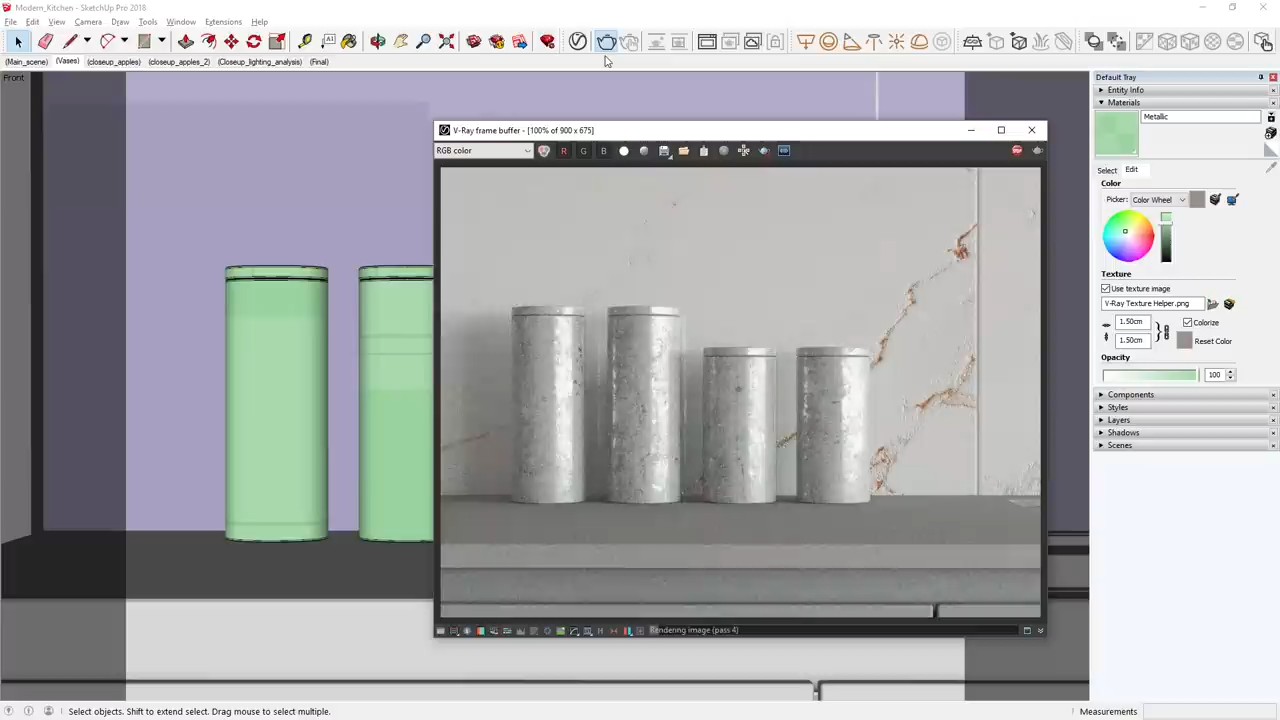 Modern_Kitchen - SketchUp Pro 2018
File Edit View Camera Draw Tools Window Extensions Help
(Main_scene) (Vases) (closeup_apples) (closeup_apples_2) (Closeup_lighting_analysis) (Final)
Front
Default Tray
Entity Info
Materials
Metallic
Select Edit
Color
Picker: Color Wheel
Texture
Use texture image
V-Ray Texture Helper.png
1.50cm
Colorize
1.50cm
Reset Color
Opacity
100
Components
Styles
Layers
Shadows
Scenes
V-Ray frame buffer - [100% of 900 x 675]
RGB color
R G B
Rendering image (pass 4)
Select objects. Shift to extend select. Drag mouse to select multiple.
Measurements